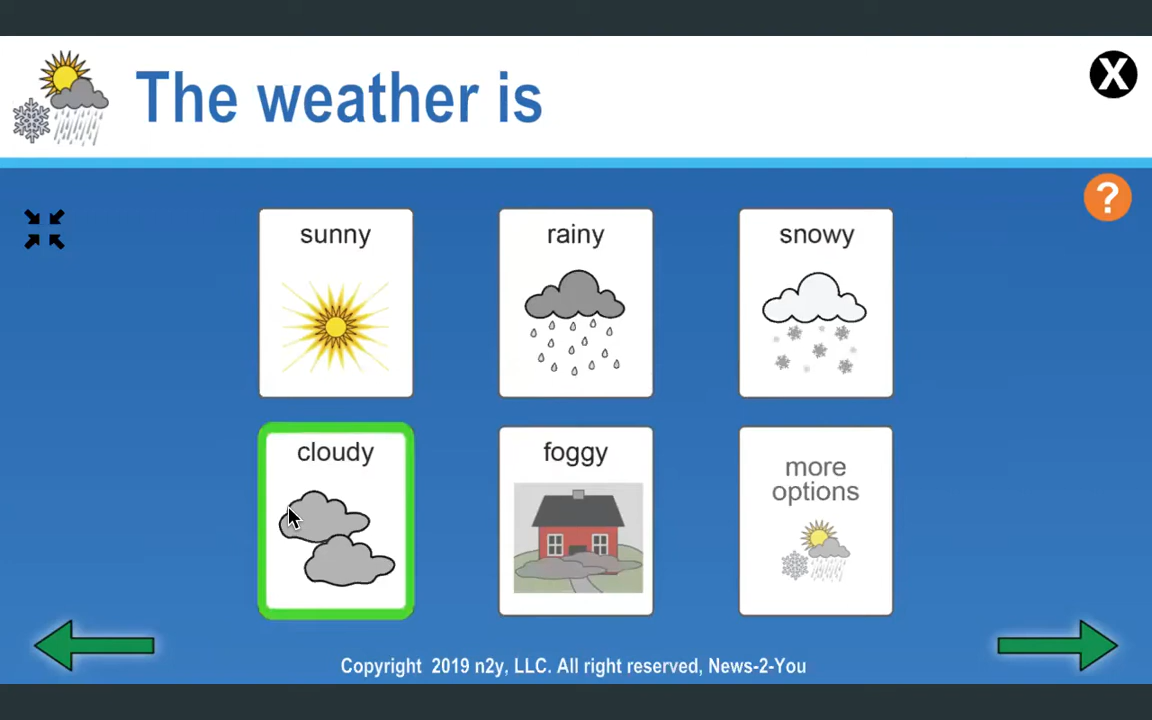 The weather is
X
?
sunny
rainy
snowy
cloudy
foggy
more
options
Copyright 2019 n2y, LLC. All right reserved, News-2-You